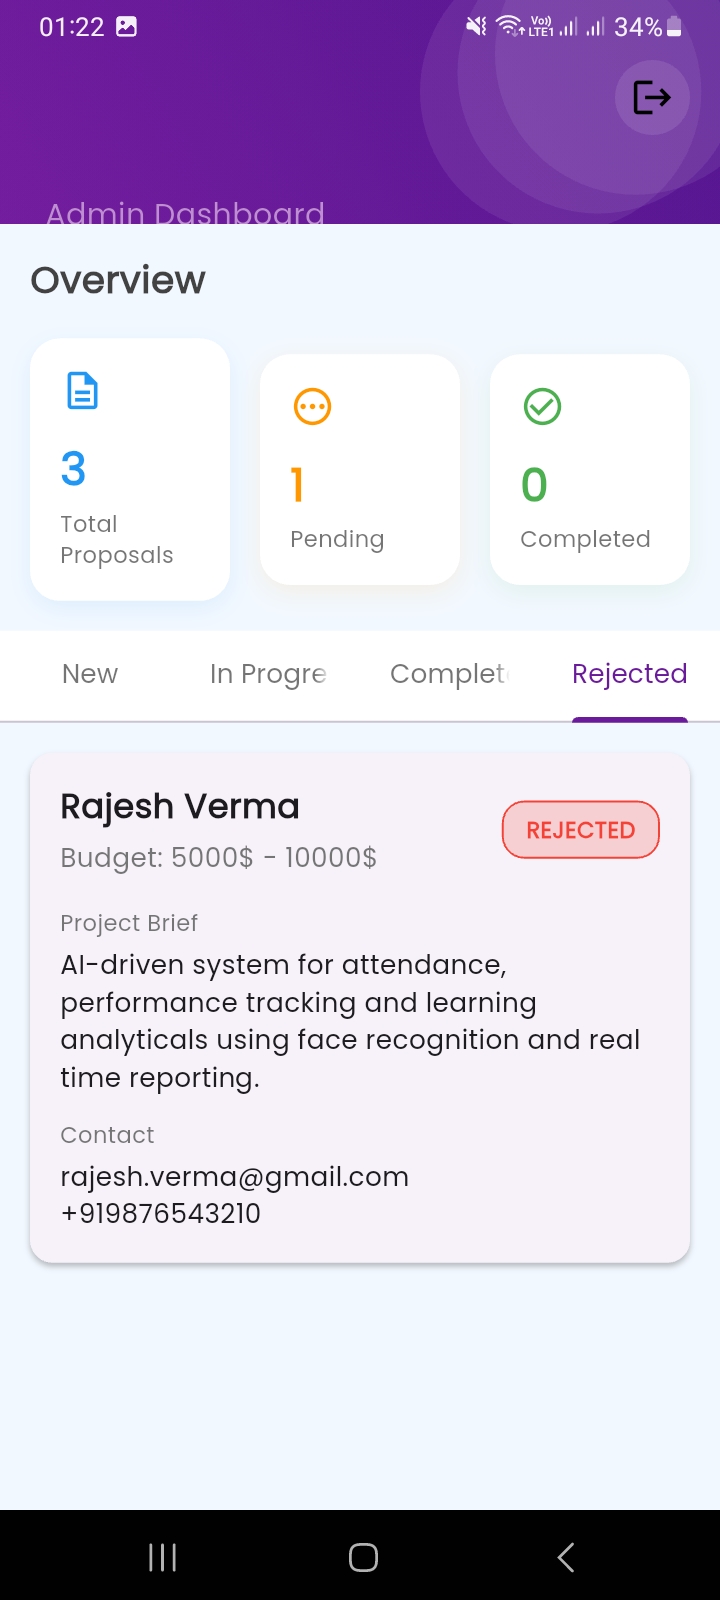 01:22
Vo))
LTE1
34%
Admin Dashboard
Overview
3
Total
Proposals
1
Pending
0
Completed
New
In Progre
Complet
Rejected
Rajesh Verma
REJECTED
Budget: 5000$ - 10000$
Project Brief
AI-driven system for attendance,
performance tracking and learning
analyticals using face recognition and real
time reporting.
Contact
rajesh.verma@gmail.com
+919876543210